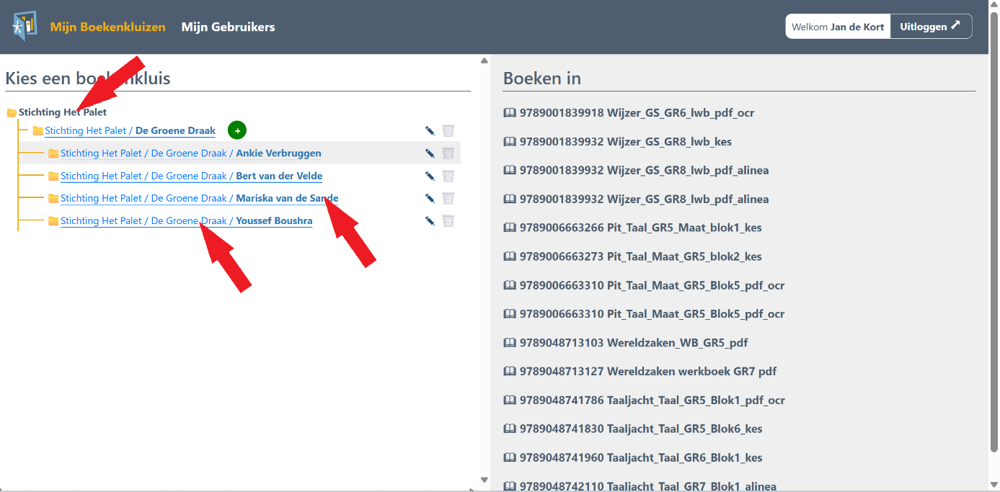 Mijn Boekenkluizen Mijn Gebruikers Welkom Jan de Kort Uitloggen
Kies een boekenkluis
Stichting Het Palet
Stichting Het Palet / De Groene Draak
+
Stichting Het Palet / De Groene Draak / Ankie Verbruggen
Stichting Het Palet / De Groene Draak / Bert van der Velde
Stichting Het Palet / De Groene Draak / Mariska van de Sande
Stichting Het Palet / De Groene Draak / Youssef Boushra
Boeken in
9789001839918 Wijzer_GS_GR6_lwb_pdf_ocr
9789001839932 Wijzer_GS_GR8_lwb_kes
9789001839932 Wijzer_GS_GR8_lwb_pdf_alinea
9789001839932 Wijzer_GS_GR8_lwb_pdf_alinea
9789006663266 Pit_Taal_GR5_Maat_blok1_kes
9789006663273 Pit_Taal_Maat_GR5_blok2_kes
9789006663310 Pit_Taal_Maat_GR5_Blok5_pdf_ocr
9789006663310 Pit_Taal_Maat_GR5_Blok5_pdf_ocr
9789048713103 Wereldzaken_WB_GR5_pdf
9789048713127 Wereldzaken werkboek GR7 pdf
9789048741786 Taaljacht_Taal_GR5_Blok1_pdf_ocr
9789048741830 Taaljacht_Taal_GR5_Blok6_kes
9789048741960 Taaljacht_Taal_GR6_Blok1_kes
9789048742110 Taaljacht_Taal_GR7_Blok1_alinea